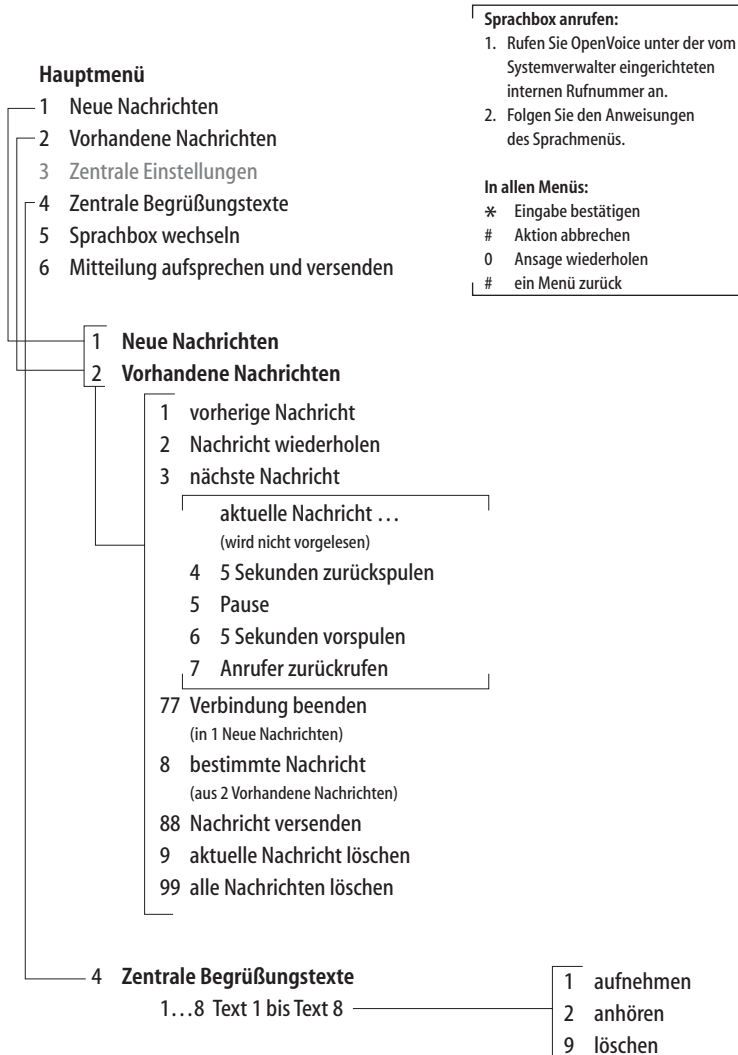 Sprachbox anrufen:
1. Rufen Sie OpenVoice unter der vom
Systemverwalter eingerichteten
internen Rufnummer an.
2. Folgen Sie den Anweisungen
des Sprachmenüs.
In allen Menüs:
* Eingabe bestätigen
# Aktion abbrechen
0 Ansage wiederholen
# ein Menü zurück
Hauptmenü
1 Neue Nachrichten
2 Vorhandene Nachrichten
3 Zentrale Einstellungen
4 Zentrale Begrüßungstexte
5 Sprachbox wechseln
6 Mitteilung aufsprechen und versenden
1 Neue Nachrichten
2 Vorhandene Nachrichten
1 vorherige Nachricht
2 Nachricht wiederholen
3 nächste Nachricht
aktuelle Nachricht …
(wird nicht vorgelesen)
4 5 Sekunden zurückspulen
5 Pause
6 5 Sekunden vorspulen
7 Anrufer zurückrufen
77 Verbindung beenden
(in 1 Neue Nachrichten)
8 bestimmte Nachricht
(aus 2 Vorhandene Nachrichten)
88 Nachricht versenden
9 aktuelle Nachricht löschen
99 alle Nachrichten löschen
4 Zentrale Begrüßungstexte
1…8 Text 1 bis Text 8
1 aufnehmen
2 anhören
9 löschen